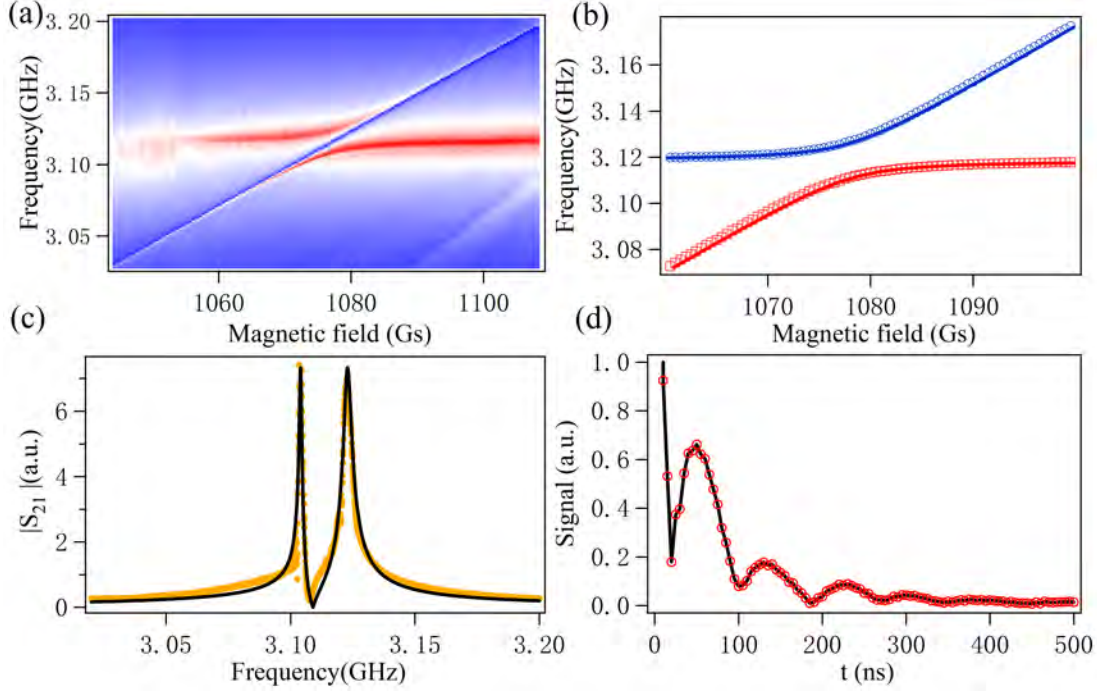 (a)
3.20
3.15
3.10
3.05
Frequency(GHz)
1060
1080
1100
Magnetic field (Gs)
(b)
3.16
3.12
3.10
3.08
Frequency(GHz)
1070
1080
1090
Magnetic field (Gs)
(c)
6
4
2
0
|S21 |(a.u.)
3.05
3.10
3.15
3.20
Frequency(GHz)
(d)
1.0
0.8
0.6
0.4
0.2
0.0
Signal (a.u.)
0
100
200
300
400
500
t (ns)